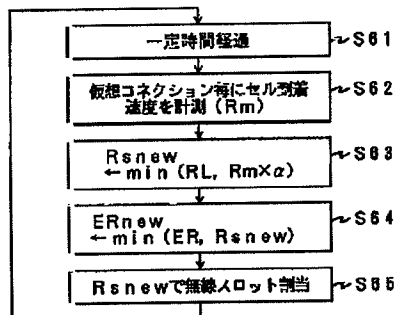 一定時間経過
S61
仮想コネクション毎にセル到着
速度を計測（Rm）
S62
Rsnew
←min（RL, Rm×α）
S63
ERnew
←min（ER, Rsnew）
S64
Rsnewで無線スロット割当
S65